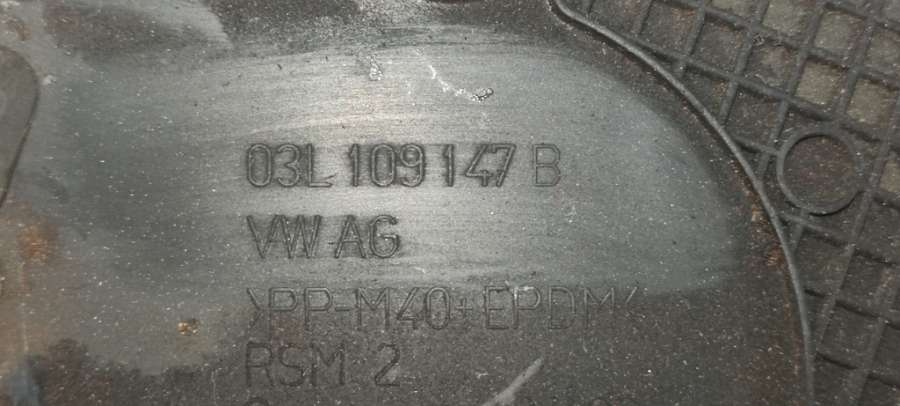 03L 109 147 B
VW AG
>PP-M40+EPDM<
RSM 2